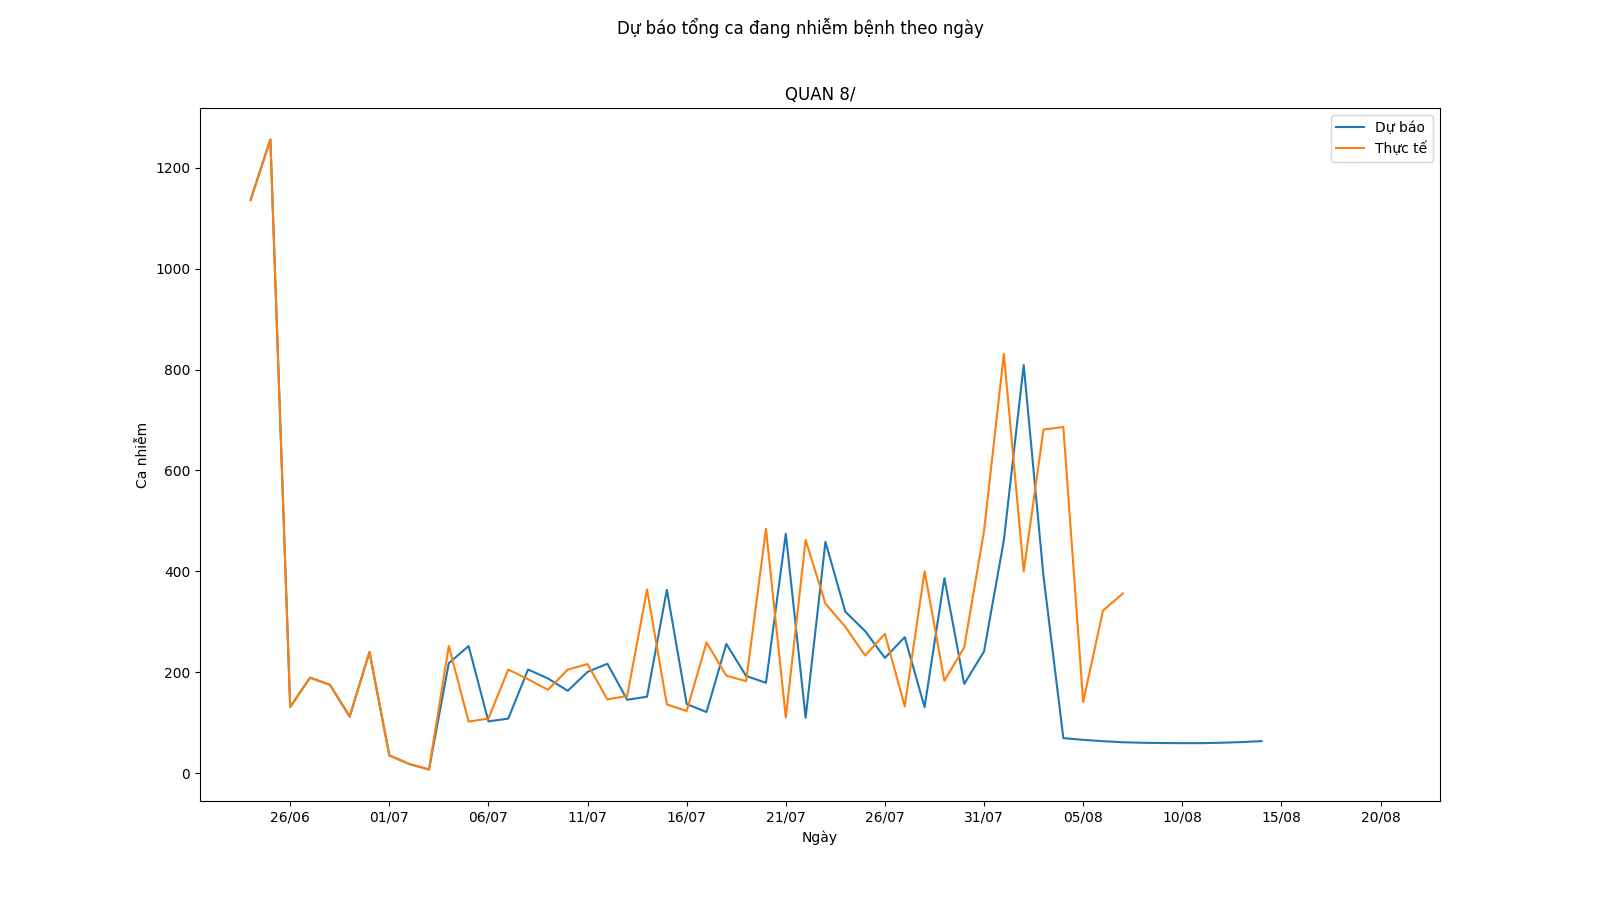 Dự báo tổng ca đang nhiễm bệnh theo ngày
QUAN 8/
Dự báo
Thực tế
1200
1000
800
600
400
200
0
Ca nhiễm
26/06 01/07 06/07 11/07 16/07 21/07 26/07 31/07 05/08 10/08 15/08 20/08
Ngày